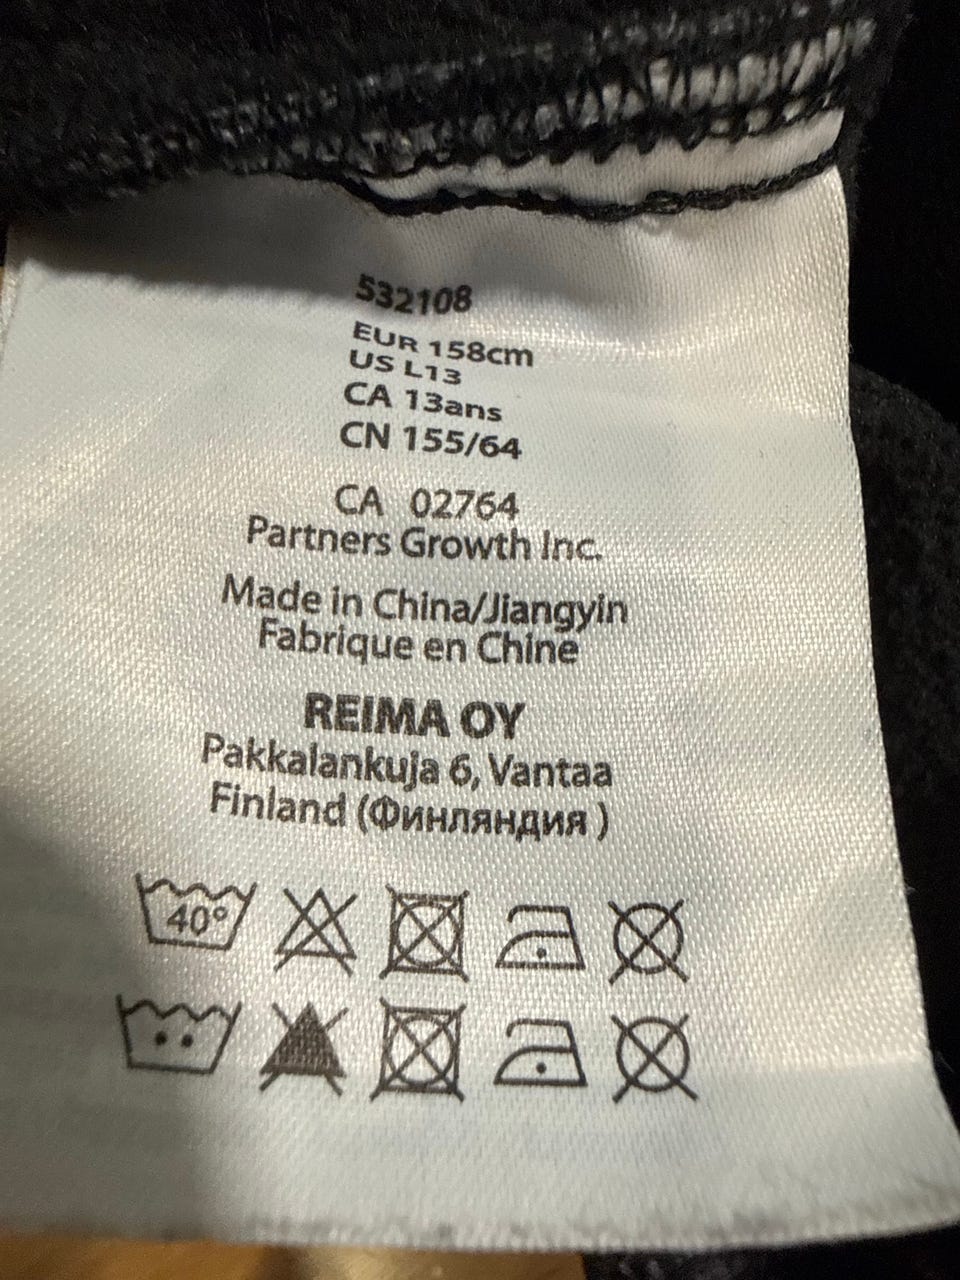 532108
EUR 158cm
US L13
CA 13ans
CN 155/64
CA 02764
Partners Growth Inc.
Made in China/Jiangyin
Fabrique en Chine
REIMA OY
Pakkalankuja 6, Vantaa
Finland (Финляндия )
40°